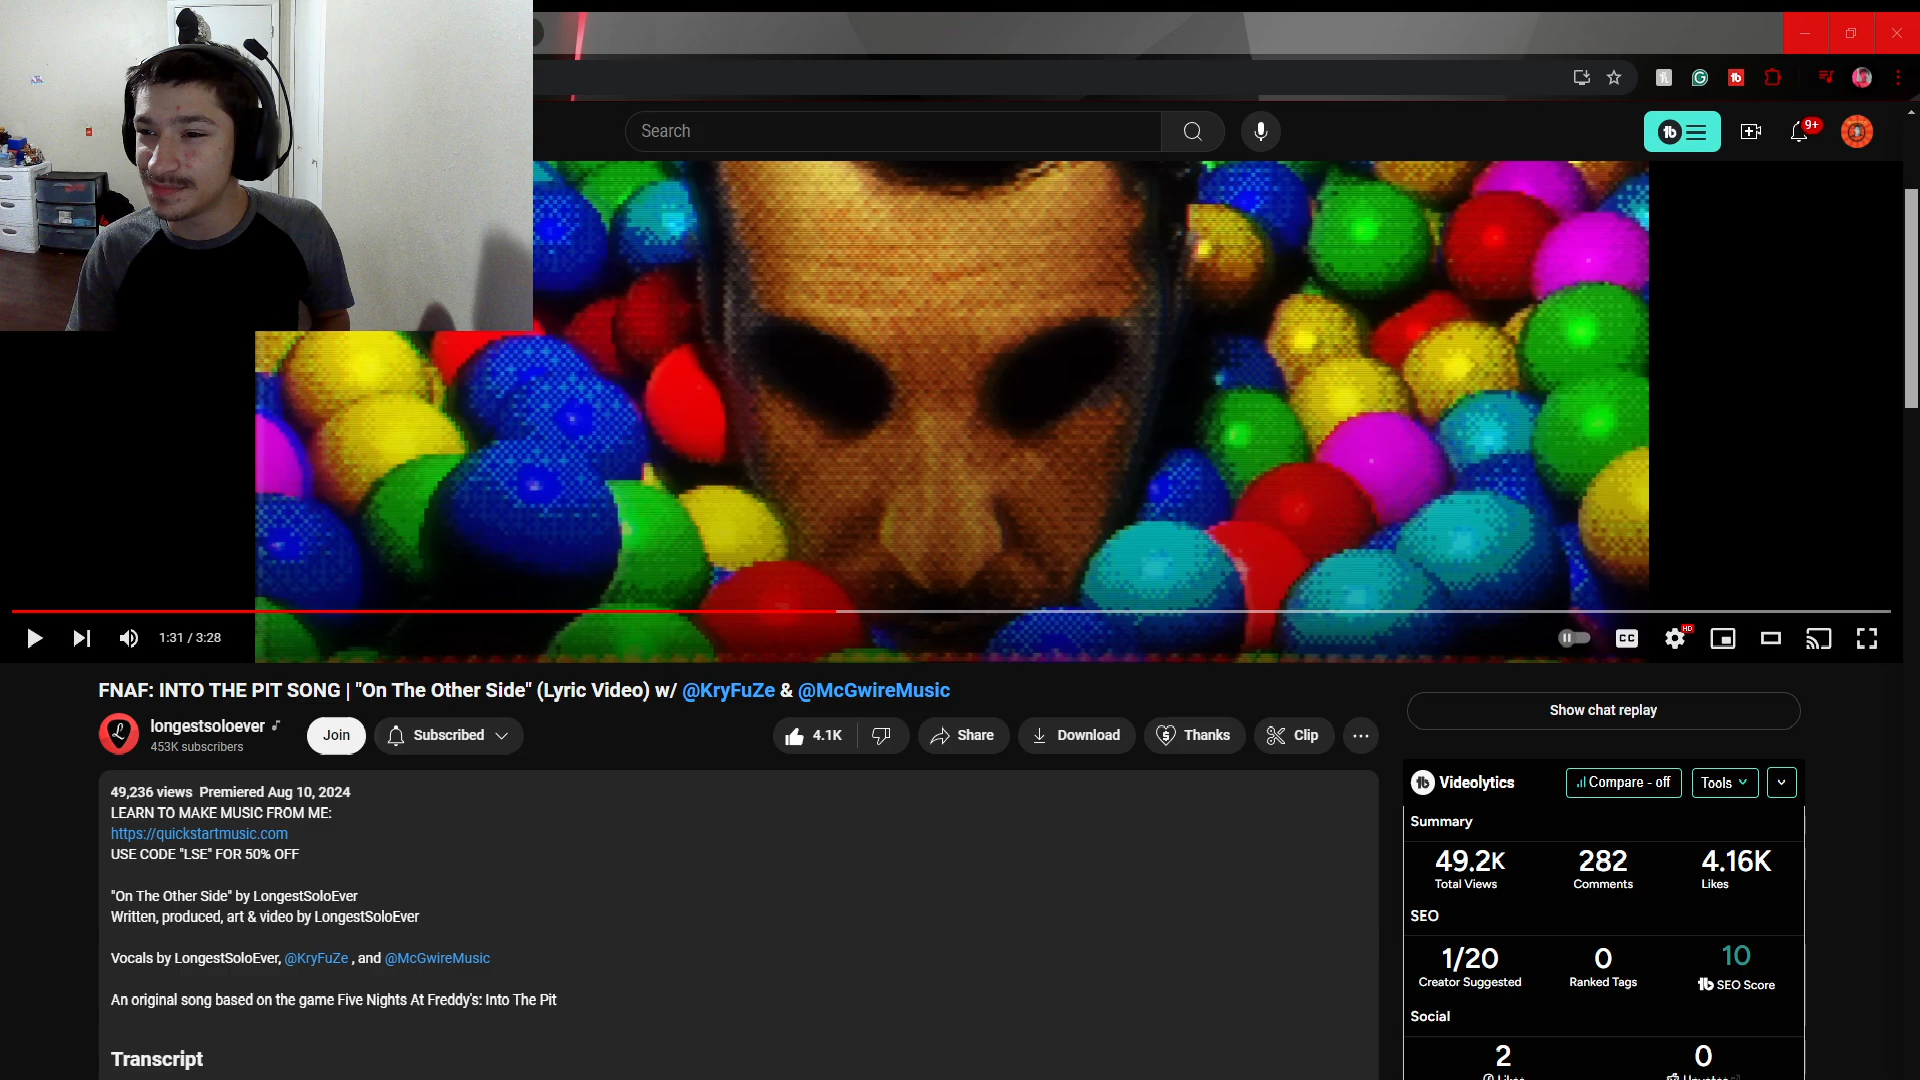 Search
9+
1:31 / 3:28
CC
HD
FNAF: INTO THE PIT SONG | "On The Other Side" (Lyric Video) w/ @KryFuZe & @McGwireMusic
longestsoloever
453K subscribers
Join
Subscribed
4.1K
Share
Download
Thanks
Clip
Show chat replay
49,236 views Premiered Aug 10, 2024
LEARN TO MAKE MUSIC FROM ME:
https://quickstartmusic.com
USE CODE "LSE" FOR 50% OFF
"On The Other Side" by LongestSoloEver
Written, produced, art & video by LongestSoloEver
Vocals by LongestSoloEver, @KryFuZe , and @McGwireMusic
An original song based on the game Five Nights At Freddy's: Into The Pit
Transcript
Videolytics
Compare - off
Tools
Summary
49.2K 282 4.16K
Total Views Comments Likes
SEO
1/20 0 10
Creator Suggested Ranked Tags SEO Score
Social
2 0